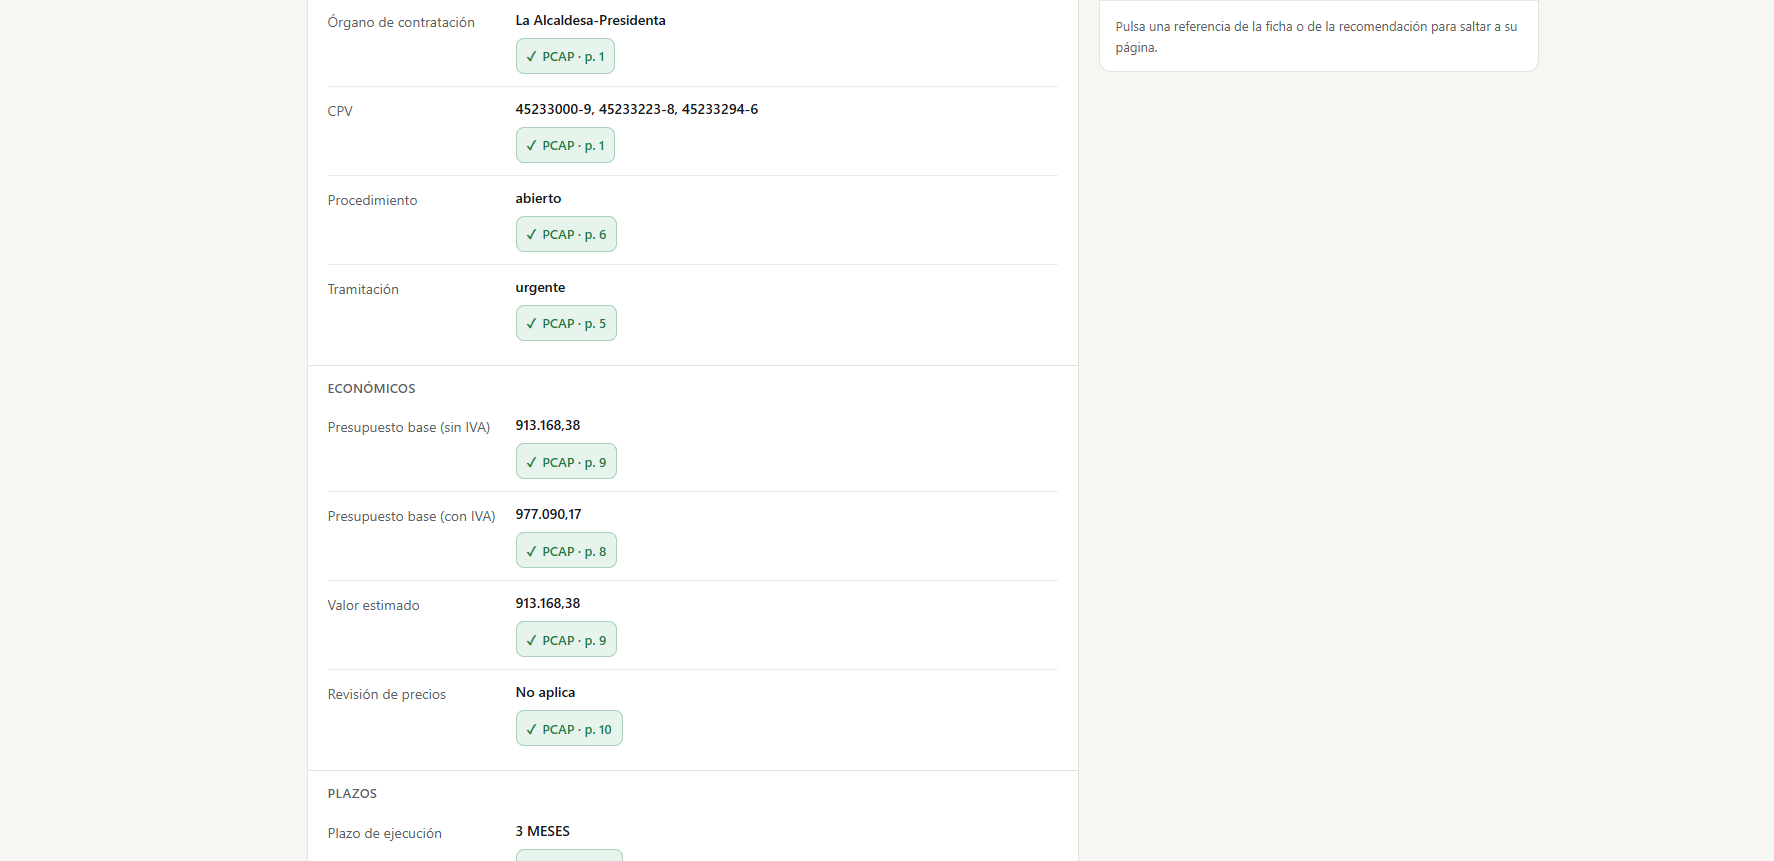 Órgano de contratación
La Alcaldesa-Presidenta
✓ PCAP · p. 1
CPV
45233000-9, 45233223-8, 45233294-6
✓ PCAP · p. 1
Procedimiento
abierto
✓ PCAP · p. 6
Tramitación
urgente
✓ PCAP · p. 5
ECONÓMICOS
Presupuesto base (sin IVA)
913.168,38
✓ PCAP · p. 9
Presupuesto base (con IVA)
977.090,17
✓ PCAP · p. 8
Valor estimado
913.168,38
✓ PCAP · p. 9
Revisión de precios
No aplica
✓ PCAP · p. 10
PLAZOS
Plazo de ejecución
3 MESES
Pulsa una referencia de la ficha o de la recomendación para saltar a su
página.